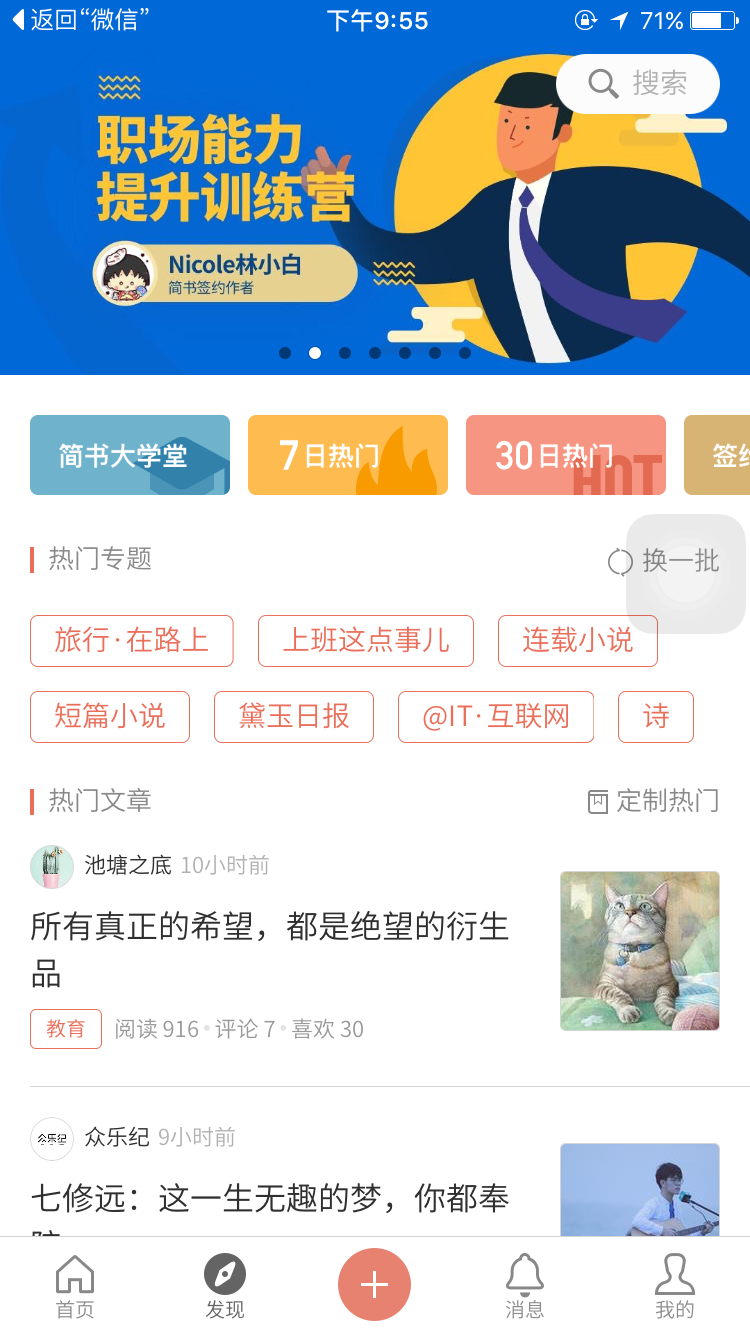 返回“微信”
下午9:55
71%
搜索
职场能力
提升训练营
Nicole林小白
简书签约作者
简书大学堂
7日热门
30日热门
HOT
签约
热门专题
换一批
旅行·在路上
上班这点事儿
连载小说
短篇小说
黛玉日报
@IT·互联网
诗
热门文章
定制热门
池塘之底 10小时前
所有真正的希望，都是绝望的衍生
品
教育 阅读 916 评论 7 喜欢 30
众乐纪
众乐纪 9小时前
七修远：这一生无趣的梦，你都奉
首页
发现
消息
我的